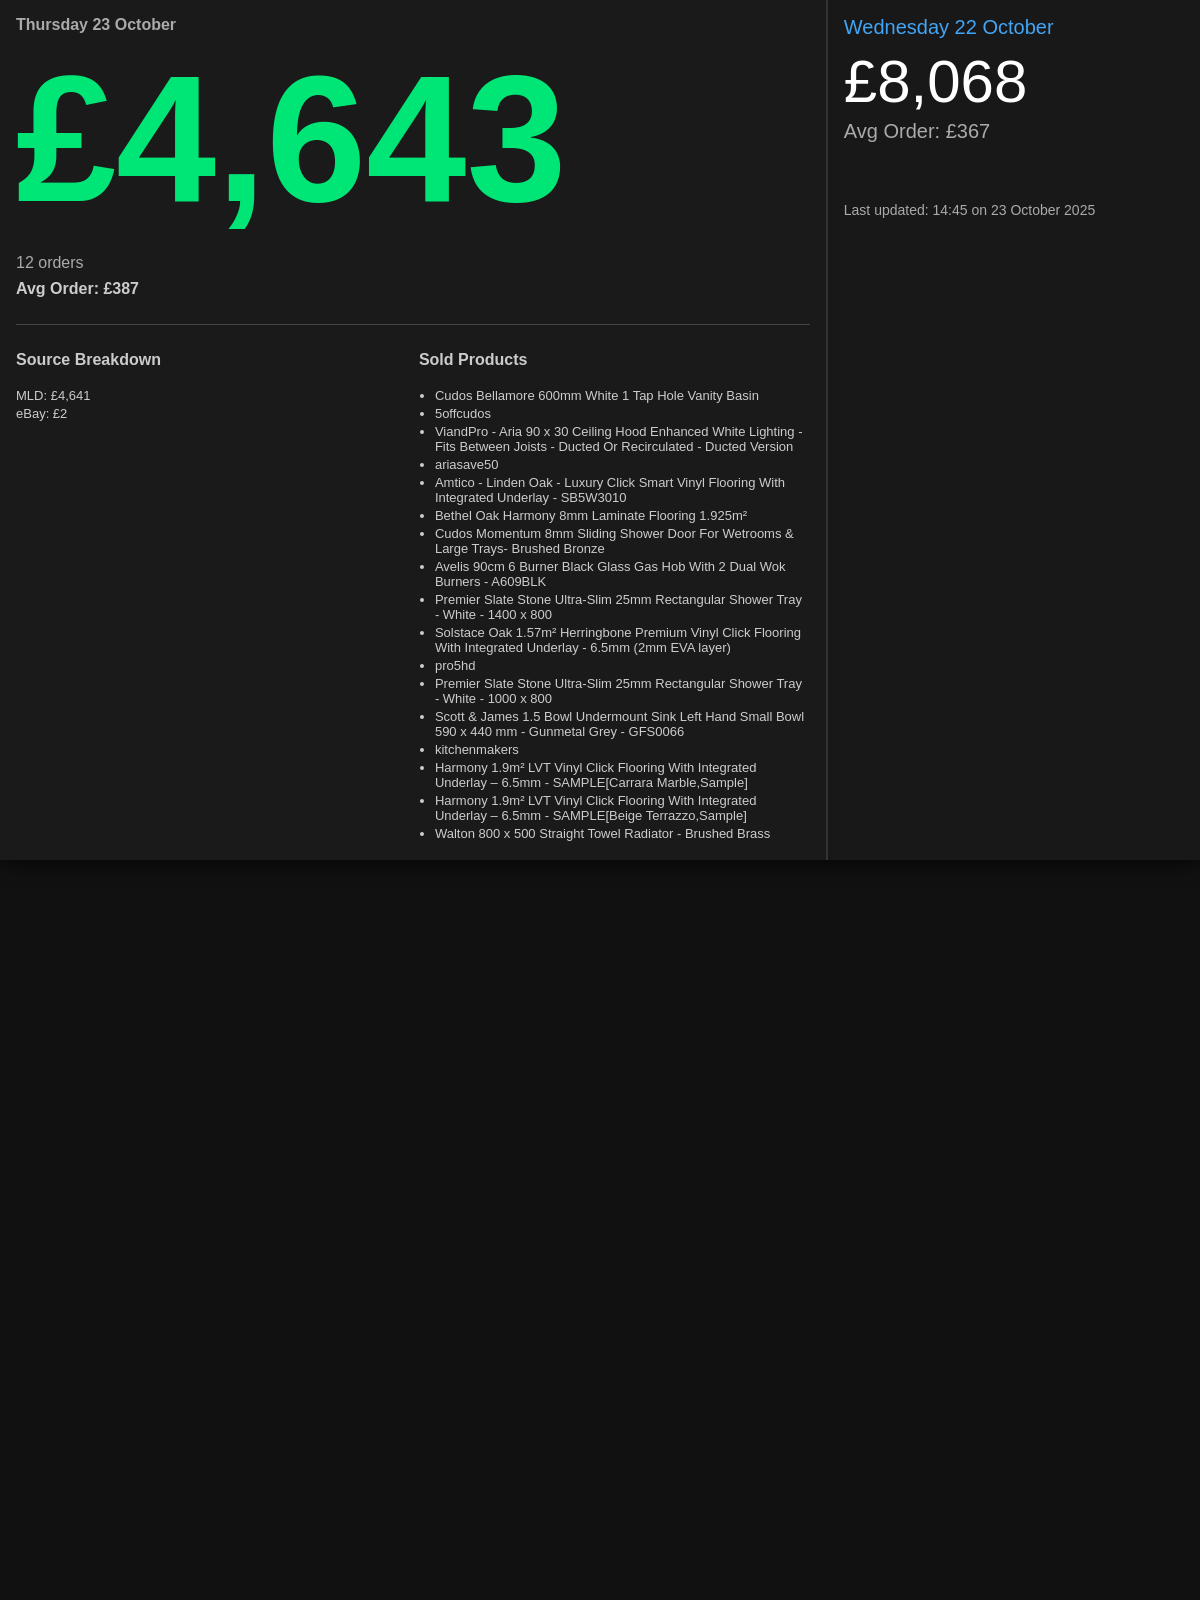 Thursday 23 October
£4,643
12 orders
Avg Order: £387
Source Breakdown
MLD: £4,641
eBay: £2
Sold Products
• Cudos Bellamore 600mm White 1 Tap Hole Vanity Basin
• 5offcudos
• ViandPro - Aria 90 x 30 Ceiling Hood Enhanced White Lighting -
Fits Between Joists - Ducted Or Recirculated - Ducted Version
• ariasave50
• Amtico - Linden Oak - Luxury Click Smart Vinyl Flooring With
Integrated Underlay - SB5W3010
• Bethel Oak Harmony 8mm Laminate Flooring 1.925m²
• Cudos Momentum 8mm Sliding Shower Door For Wetrooms &
Large Trays- Brushed Bronze
• Avelis 90cm 6 Burner Black Glass Gas Hob With 2 Dual Wok
Burners - A609BLK
• Premier Slate Stone Ultra-Slim 25mm Rectangular Shower Tray
- White - 1400 x 800
• Solstace Oak 1.57m² Herringbone Premium Vinyl Click Flooring
With Integrated Underlay - 6.5mm (2mm EVA layer)
• pro5hd
• Premier Slate Stone Ultra-Slim 25mm Rectangular Shower Tray
- White - 1000 x 800
• Scott & James 1.5 Bowl Undermount Sink Left Hand Small Bowl
590 x 440 mm - Gunmetal Grey - GFS0066
• kitchenmakers
• Harmony 1.9m² LVT Vinyl Click Flooring With Integrated
Underlay – 6.5mm - SAMPLE[Carrara Marble,Sample]
• Harmony 1.9m² LVT Vinyl Click Flooring With Integrated
Underlay – 6.5mm - SAMPLE[Beige Terrazzo,Sample]
• Walton 800 x 500 Straight Towel Radiator - Brushed Brass
Wednesday 22 October
£8,068
Avg Order: £367
Last updated: 14:45 on 23 October 2025